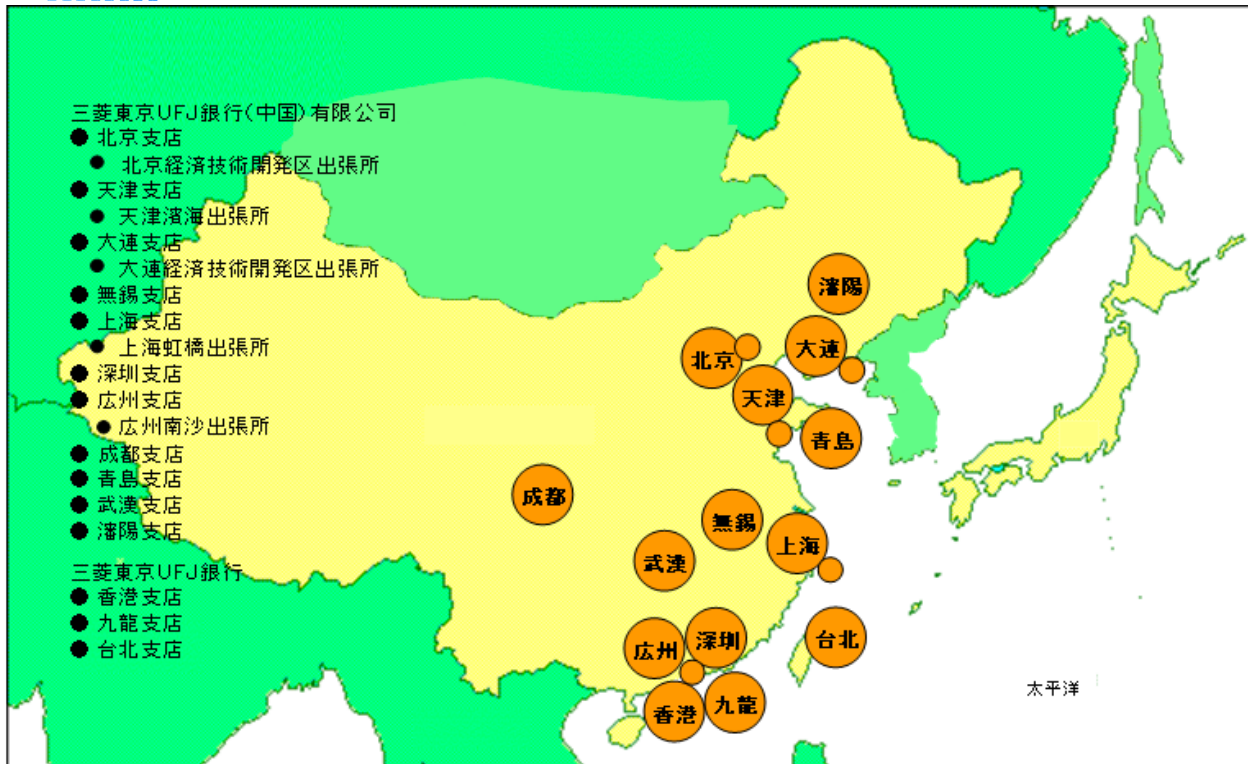 三菱東京UFJ銀行(中国)有限公司
● 北京支店
● 北京経済技術開発区出張所
● 天津支店
● 天津濱海出張所
● 大連支店
● 大連経済技術開発区出張所
● 無錫支店
● 上海支店
● 上海虹橋出張所
● 深圳支店
● 広州支店
● 広州南沙出張所
● 成都支店
● 青島支店
● 武漢支店
● 瀋陽支店
三菱東京UFJ銀行
● 香港支店
● 九龍支店
● 台北支店
瀋陽
大連
北京
天津
青島
成都
無錫
上海
武漢
広州
深圳
台北
香港
九龍
太平洋